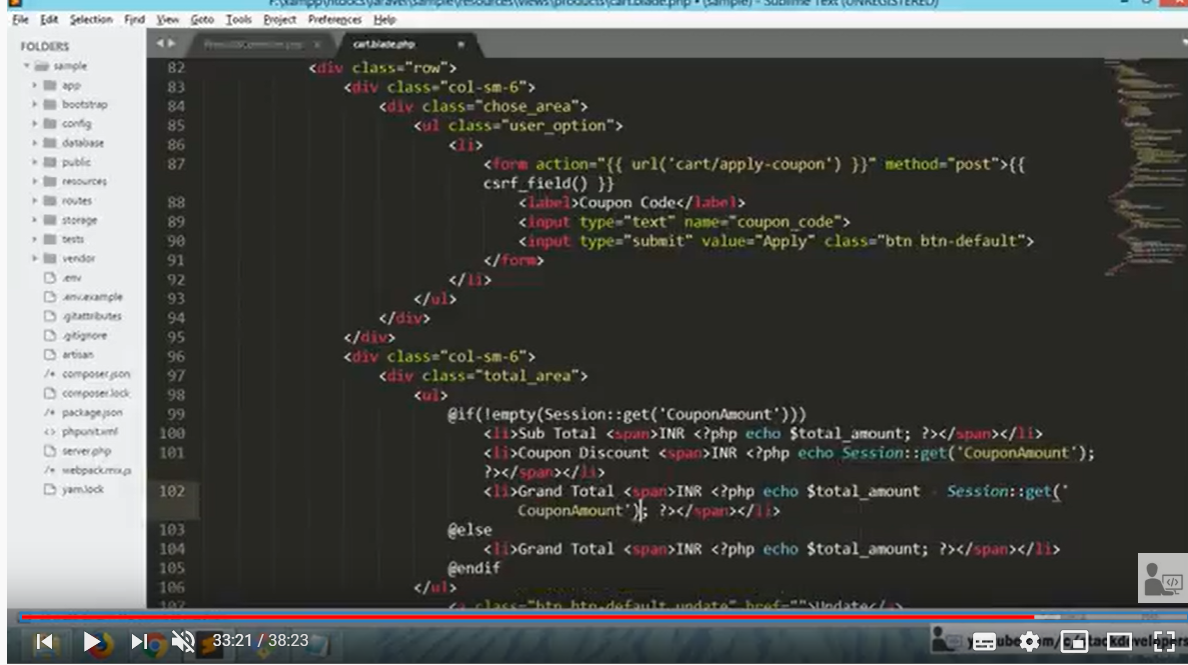 F:\xampp\htdocs\laravel\sample\resources\views\products\cart.blade.php • (sample) - Sublime Text (UNREGISTERED)
File Edit Selection Find View Goto Tools Project Preferences Help
FOLDERS
sample
app
bootstrap
config
database
public
resources
routes
storage
tests
vendor
.env
.env.example
.gitattributes
.gitignore
artisan
/* composer.json
composer.lock
/* package.json
<> phpunit.xml
server.php
/* webpack.mix.js
yarn.lock
cart.blade.php
82 <div class="row">
83 <div class="col-sm-6">
84 <div class="chose_area">
85 <ul class="user_option">
86 <li>
87 <form action="{{ url('cart/apply-coupon') }}" method="post">{{
csrf_field() }}
88 <label>Coupon Code</label>
89 <input type="text" name="coupon_code">
90 <input type="submit" value="Apply" class="btn btn-default">
91 </form>
92 </li>
93 </ul>
94 </div>
95 </div>
96 <div class="col-sm-6">
97 <div class="total_area">
98 <ul>
99 @if(!empty(Session::get('CouponAmount')))
100 <li>Sub Total <span>INR <?php echo $total_amount; ?></span></li>
101 <li>Coupon Discount <span>INR <?php echo Session::get('CouponAmount');
?></span></li>
102 <li>Grand Total <span>INR <?php echo $total_amount - Session::get('
CouponAmount'); ?></span></li>
103 @else
104 <li>Grand Total <span>INR <?php echo $total_amount; ?></span></li>
105 @endif
106 </ul>
107 <a class="btn btn-default update" href="">Update</a>
33:21 / 38:23
youtube.com/c/stackdevelopers